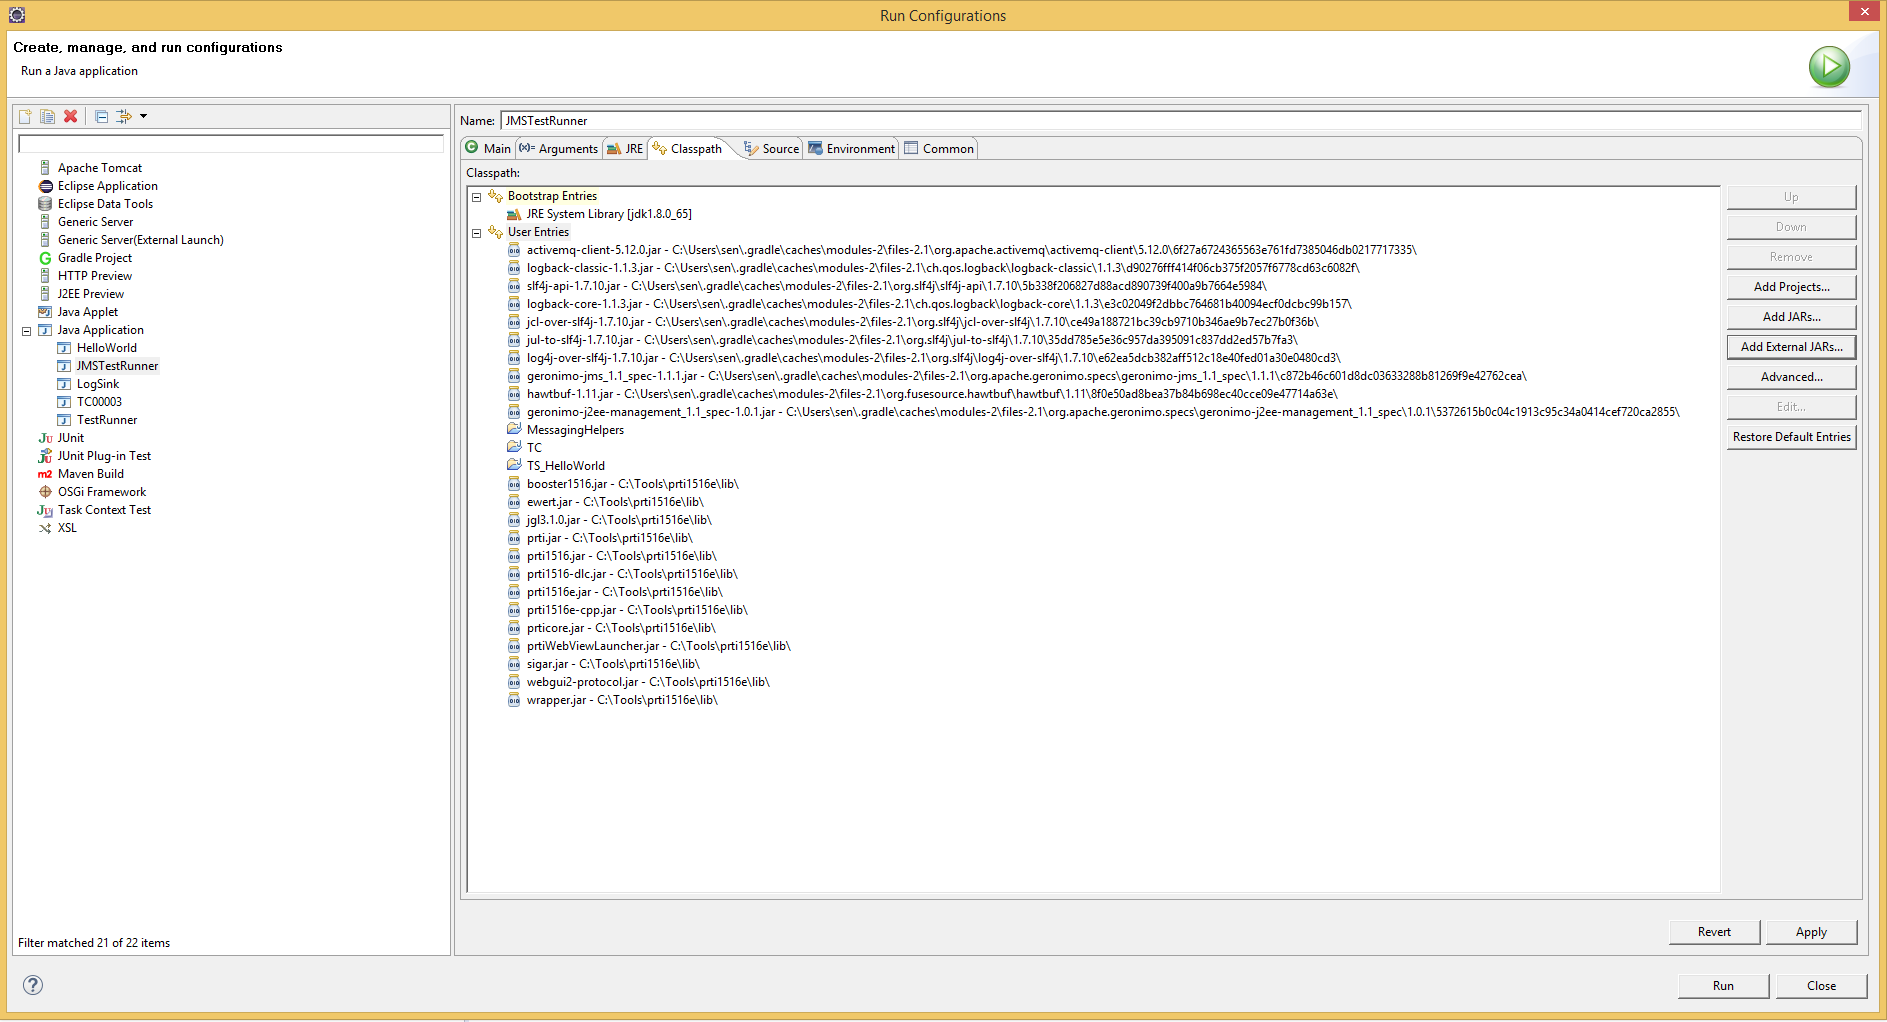 Run Configurations
Create, manage, and run configurations
Run a Java application
Apache Tomcat
Eclipse Application
Eclipse Data Tools
Generic Server
Generic Server(External Launch)
Gradle Project
HTTP Preview
J2EE Preview
Java Applet
Java Application
HelloWorld
JMSTestRunner
LogSink
TC00003
TestRunner
JUnit
JUnit Plug-in Test
Maven Build
OSGi Framework
Task Context Test
XSL
Filter matched 21 of 22 items
Name: JMSTestRunner
Main Arguments JRE Classpath Source Environment Common
Classpath:
Bootstrap Entries
JRE System Library [jdk1.8.0_65]
User Entries
activemq-client-5.12.0.jar - C:\Users\sen\.gradle\caches\modules-2\files-2.1\org.apache.activemq\activemq-client\5.12.0\6f27a6724365563e761fd7385046db0217717335\
logback-classic-1.1.3.jar - C:\Users\sen\.gradle\caches\modules-2\files-2.1\ch.qos.logback\logback-classic\1.1.3\d90276fff414f06cb375f2057f6778cd63c6082f\
slf4j-api-1.7.10.jar - C:\Users\sen\.gradle\caches\modules-2\files-2.1\org.slf4j\slf4j-api\1.7.10\5b338f206827d88acd890739f400a9b7664e5984\
logback-core-1.1.3.jar - C:\Users\sen\.gradle\caches\modules-2\files-2.1\ch.qos.logback\logback-core\1.1.3\e3c02049f2dbbc764681b40094ecf0dcbc99b157\
jcl-over-slf4j-1.7.10.jar - C:\Users\sen\.gradle\caches\modules-2\files-2.1\org.slf4j\jcl-over-slf4j\1.7.10\ce49a188721bc39cb9710b346ae9b7ec27b0f36b\
jul-to-slf4j-1.7.10.jar - C:\Users\sen\.gradle\caches\modules-2\files-2.1\org.slf4j\jul-to-slf4j\1.7.10\35dd785e5e36c957da395091c837dd2ed57b7fa3\
log4j-over-slf4j-1.7.10.jar - C:\Users\sen\.gradle\caches\modules-2\files-2.1\org.slf4j\log4j-over-slf4j\1.7.10\e62ea5dcb382aff512c18e40fed01a30e0480cd3\
geronimo-jms_1.1_spec-1.1.1.jar - C:\Users\sen\.gradle\caches\modules-2\files-2.1\org.apache.geronimo.specs\geronimo-jms_1.1_spec\1.1.1\c872b46c601d8dc03633288b81269f9e42762cea\
hawtbuf-1.11.jar - C:\Users\sen\.gradle\caches\modules-2\files-2.1\org.fusesource.hawtbuf\hawtbuf\1.11\8f0e50ad8bea37b84b698ec40cce09e47714a63e\
geronimo-j2ee-management_1.1_spec-1.0.1.jar - C:\Users\sen\.gradle\caches\modules-2\files-2.1\org.apache.geronimo.specs\geronimo-j2ee-management_1.1_spec\1.0.1\5372615b0c04c1913c95c34a0414cef720ca2855\
MessagingHelpers
TC
TS_HelloWorld
booster1516.jar - C:\Tools\prti1516e\lib\
ewert.jar - C:\Tools\prti1516e\lib\
jgl3.1.0.jar - C:\Tools\prti1516e\lib\
prti.jar - C:\Tools\prti1516e\lib\
prti1516.jar - C:\Tools\prti1516e\lib\
prti1516-dlc.jar - C:\Tools\prti1516e\lib\
prti1516e.jar - C:\Tools\prti1516e\lib\
prti1516e-cpp.jar - C:\Tools\prti1516e\lib\
prticore.jar - C:\Tools\prti1516e\lib\
prtiWebViewLauncher.jar - C:\Tools\prti1516e\lib\
sigar.jar - C:\Tools\prti1516e\lib\
webgui2-protocol.jar - C:\Tools\prti1516e\lib\
wrapper.jar - C:\Tools\prti1516e\lib\
Up
Down
Remove
Add Projects...
Add JARs...
Add External JARs...
Advanced...
Edit...
Restore Default Entries
Revert Apply
Run Close